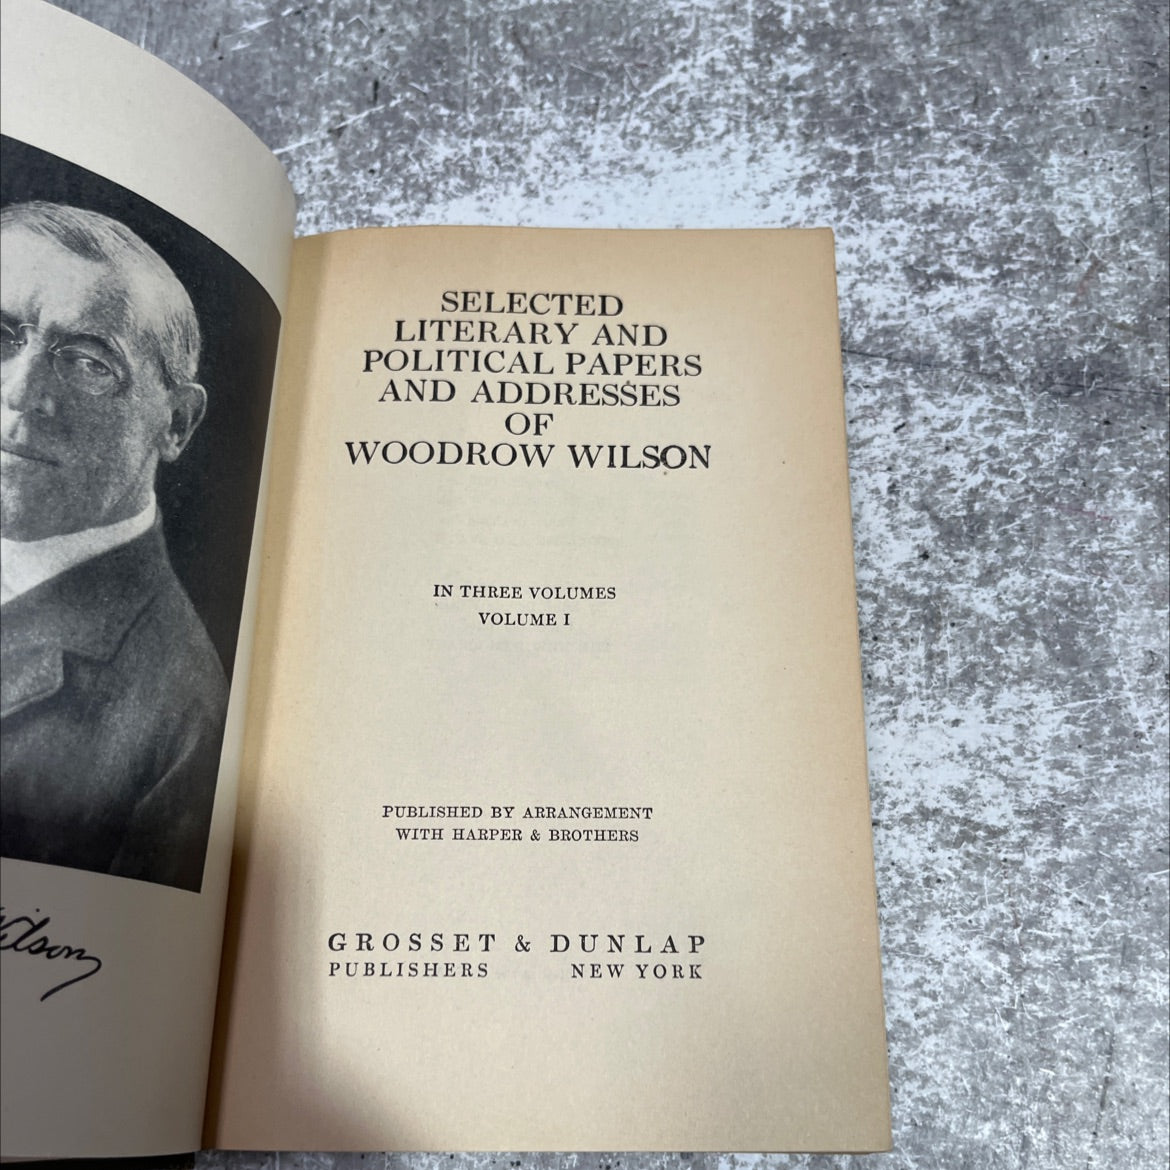 SELECTED
LITERARY AND
POLITICAL PAPERS
AND ADDRESSES
OF
WOODROW WILSON
IN THREE VOLUMES
VOLUME I
PUBLISHED BY ARRANGEMENT
WITH HARPER & BROTHERS
GROSSET & DUNLAP
PUBLISHERS NEW YORK
Wilson